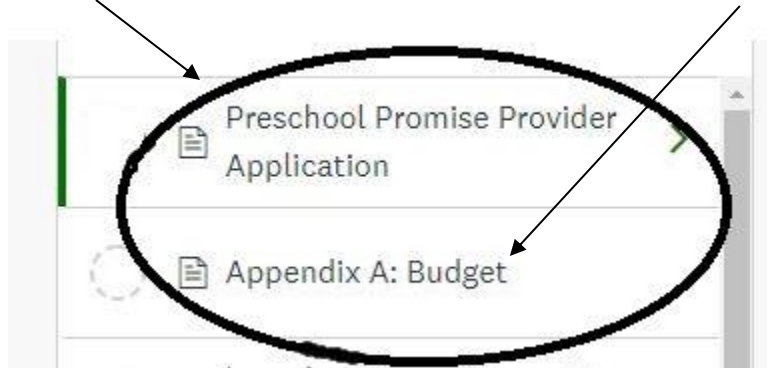 Preschool Promise Provider
Application
Appendix A: Budget